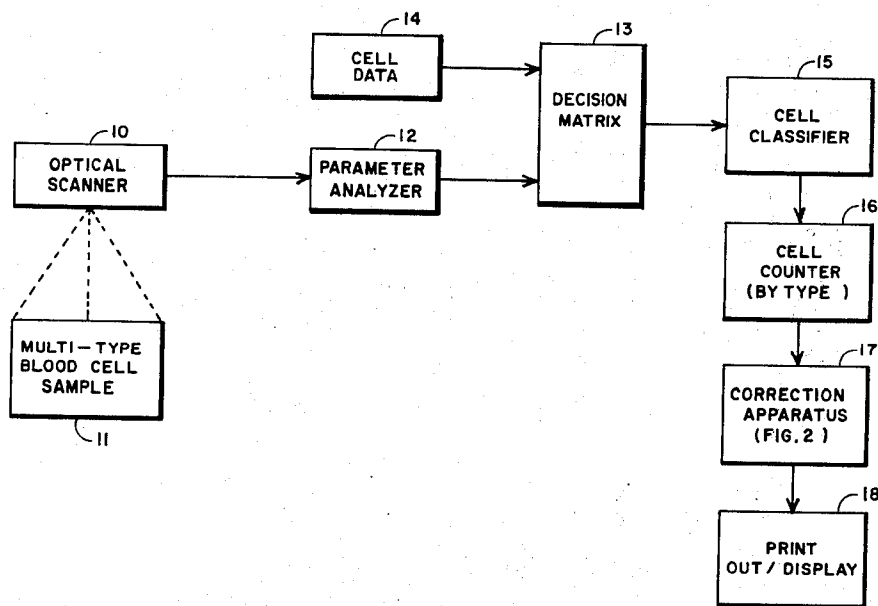 14
CELL
DATA
13
DECISION
MATRIX
15
CELL
CLASSIFIER
10
OPTICAL
SCANNER
12
PARAMETER
ANALYZER
16
CELL
COUNTER
(BY TYPE )
MULTI-TYPE
BLOOD CELL
SAMPLE
11
17
CORRECTION
APPARATUS
(FIG. 2 )
18
PRINT
OUT / DISPLAY